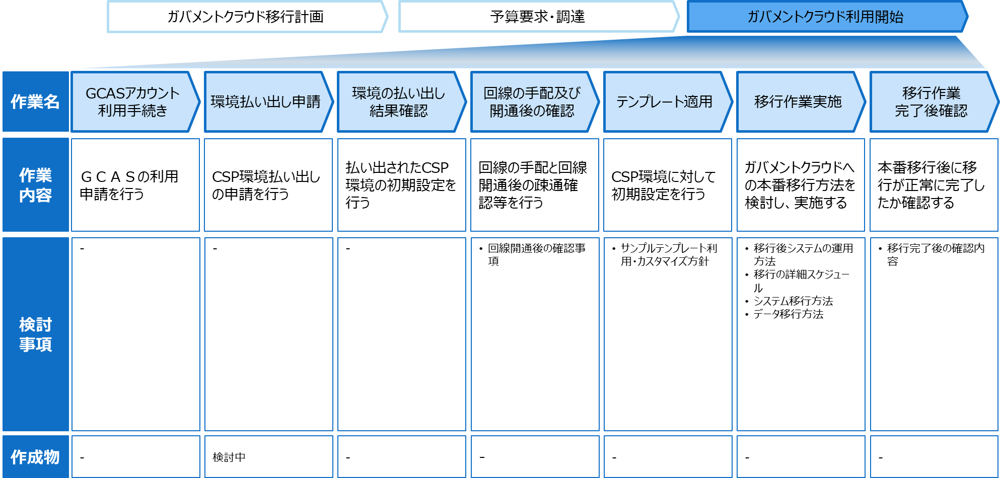 ガバメントクラウド移行計画
予算要求・調達
ガバメントクラウド利用開始
作業名
GCASアカウント
利用手続き
環境払い出し申請
環境の払い出し
結果確認
回線の手配及び
開通後の確認
テンプレート適用
移行作業実施
移行作業
完了後確認
作業
内容
ＧＣＡＳの利用
申請を行う
CSP環境払い出し
の申請を行う
払い出されたCSP
環境の初期設定を
行う
回線の手配と回線
開通後の疎通確
認等を行う
CSP環境に対して
初期設定を行う
ガバメントクラウドへ
の本番移行方法を
検討し、実施する
本番移行後に移
行が正常に完了し
たか確認する
検討
事項
-
-
-
• 回線開通後の確認事
項
• サンプルテンプレート利
用・カスタマイズ方針
• 移行後システムの運用
方法
• 移行の詳細スケジュー
ル
• システム移行方法
• データ移行方法
• 移行完了後の確認内
容
作成物
-
検討中
-
-
-
-
-